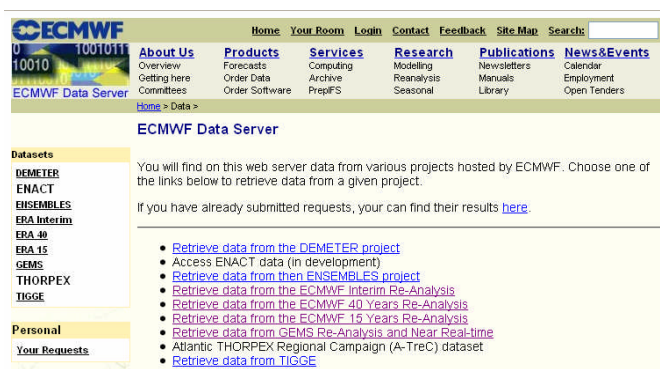 ECMWF
Home Your Room Login Contact Feedback Site Map Search:
0 10010111
10010
ECMWF Data Server
About Us
Overview
Getting here
Committees
Products
Forecasts
Order Data
Order Software
Services
Computing
Archive
PrepIFS
Research
Modelling
Reanalysis
Seasonal
Publications
Newsletters
Manuals
Library
News&Events
Calendar
Employment
Open Tenders
Home > Data >
ECMWF Data Server
Datasets
DEMETER
ENACT
ENSEMBLES
ERA Interim
ERA 40
ERA 15
GEMS
THORPEX
TIGGE
Personal
Your Requests
You will find on this web server data from various projects hosted by ECMWF. Choose one of
the links below to retrieve data from a given project.
If you have already submitted requests, your can find their results here.
• Retrieve data from the DEMETER project
• Access ENACT data (in development)
• Retrieve data from then ENSEMBLES project
• Retrieve data from the ECMWF Interim Re-Analysis
• Retrieve data from the ECMWF 40 Years Re-Analysis
• Retrieve data from the ECMWF 15 Years Re-Analysis
• Retrieve data from GEMS Re-Analysis and Near Real-time
• Atlantic THORPEX Regional Campaign (A-TreC) dataset
• Retrieve data from TIGGE